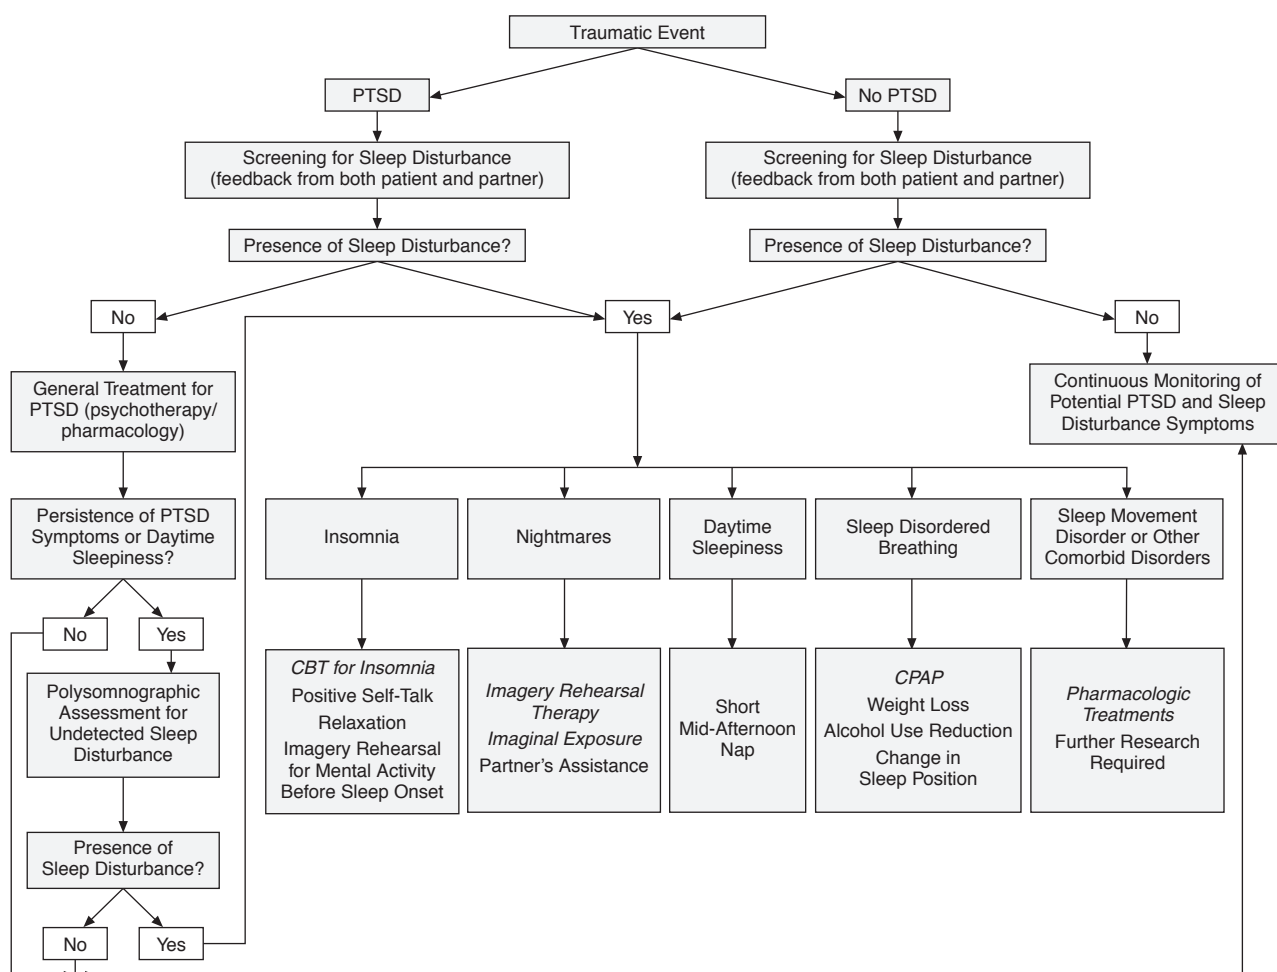 Traumatic Event
PTSD
No PTSD
Screening for Sleep Disturbance
(feedback from both patient and partner)
Screening for Sleep Disturbance
(feedback from both patient and partner)
Presence of Sleep Disturbance?
Presence of Sleep Disturbance?
No
Yes
No
General Treatment for
PTSD (psychotherapy/
pharmacology)
Continuous Monitoring of
Potential PTSD and Sleep
Disturbance Symptoms
Persistence of PTSD
Symptoms or Daytime
Sleepiness?
Insomnia
Nightmares
Daytime
Sleepiness
Sleep Disordered
Breathing
Sleep Movement
Disorder or Other
Comorbid Disorders
No
Yes
Polysomnographic
Assessment for
Undetected Sleep
Disturbance
CBT for Insomnia
Positive Self-Talk
Relaxation
Imagery Rehearsal
for Mental Activity
Before Sleep Onset
Imagery Rehearsal
Therapy
Imaginal Exposure
Partner's Assistance
Short
Mid-Afternoon
Nap
CPAP
Weight Loss
Alcohol Use Reduction
Change in
Sleep Position
Pharmacologic
Treatments
Further Research
Required
Presence of
Sleep Disturbance?
No
Yes